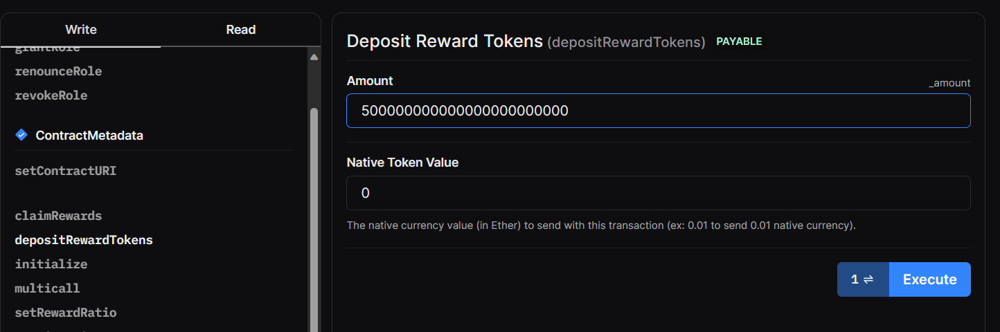 Write
Read
grantRole
renounceRole
revokeRole
ContractMetadata
setContractURI
claimRewards
depositRewardTokens
initialize
multicall
setRewardRatio
Deposit Reward Tokens (depositRewardTokens) PAYABLE
Amount
_amount
500000000000000000000000
Native Token Value
0
The native currency value (in Ether) to send with this transaction (ex: 0.01 to send 0.01 native currency).
1 ⇌
Execute